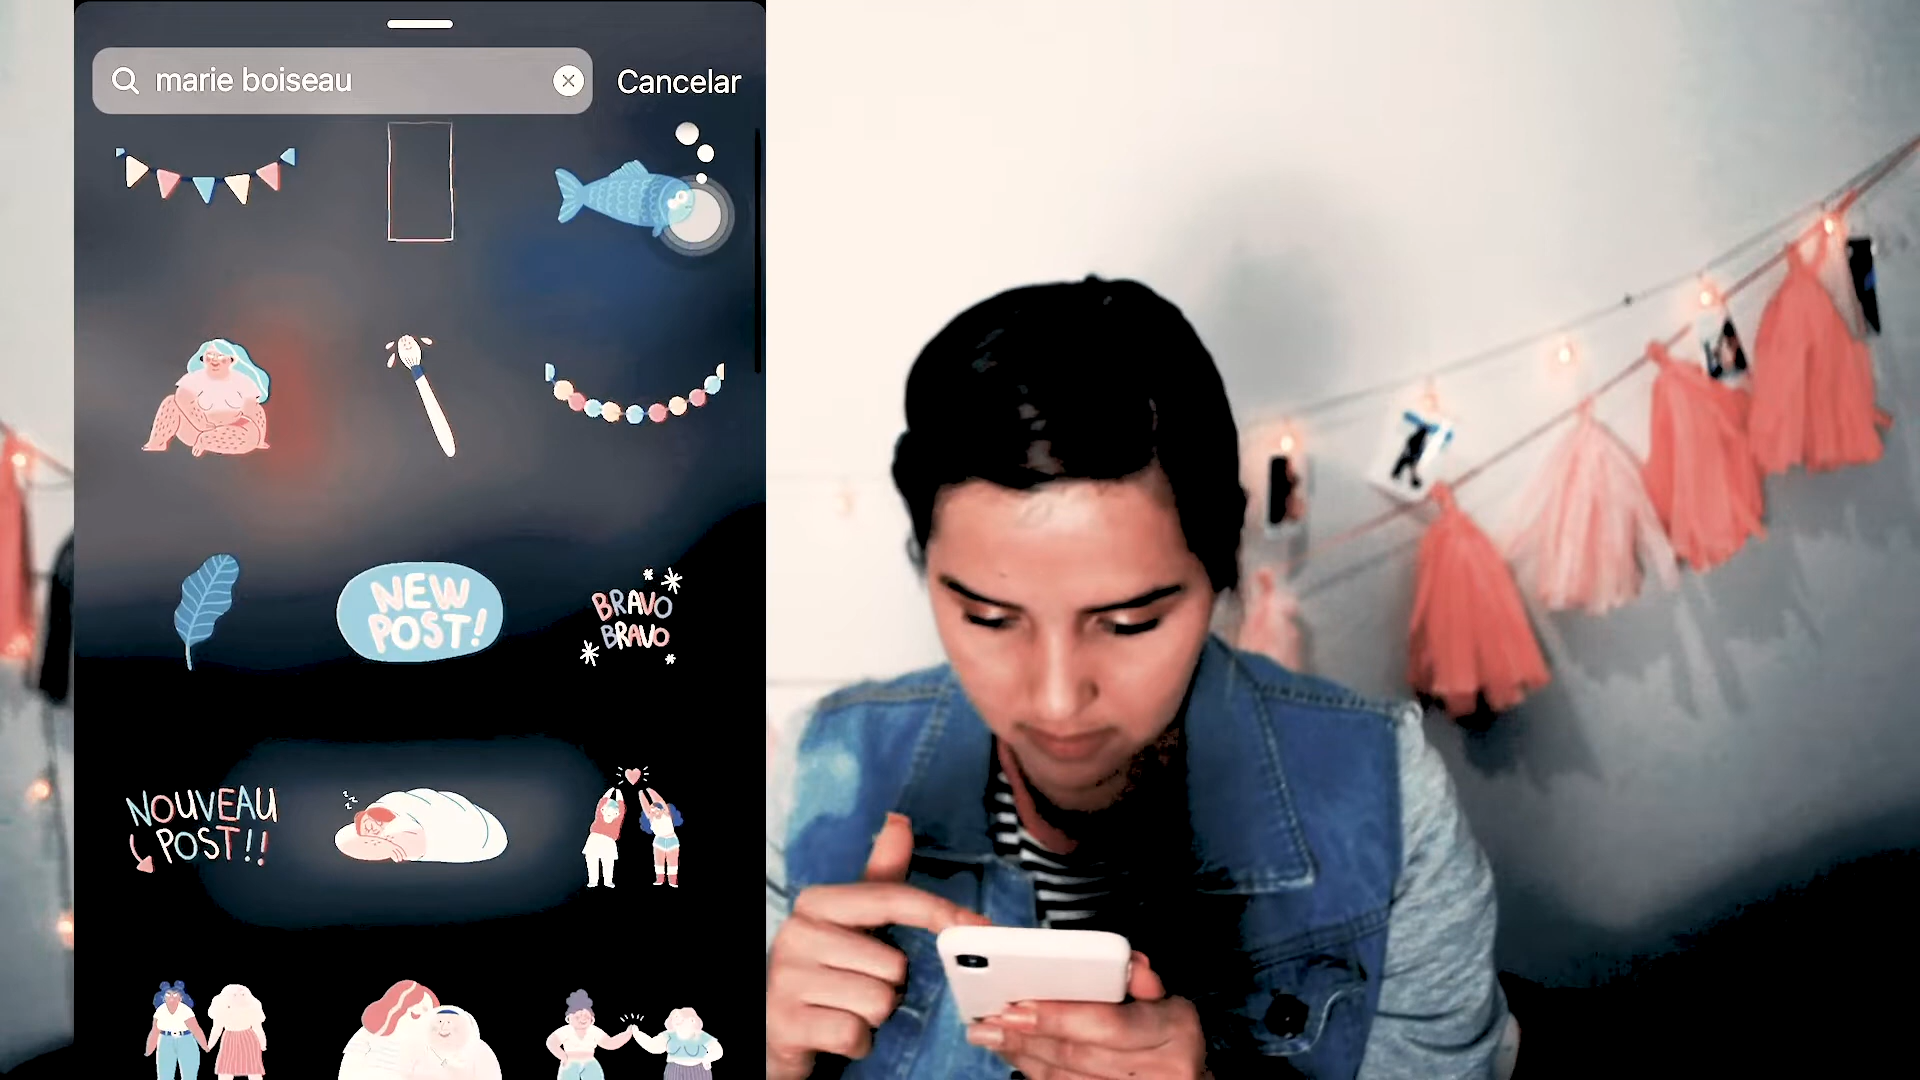 marie boiseau
Cancelar
NEW
POST!
BRAVO
BRAVO
NOUVEAU
POST!!
z z z